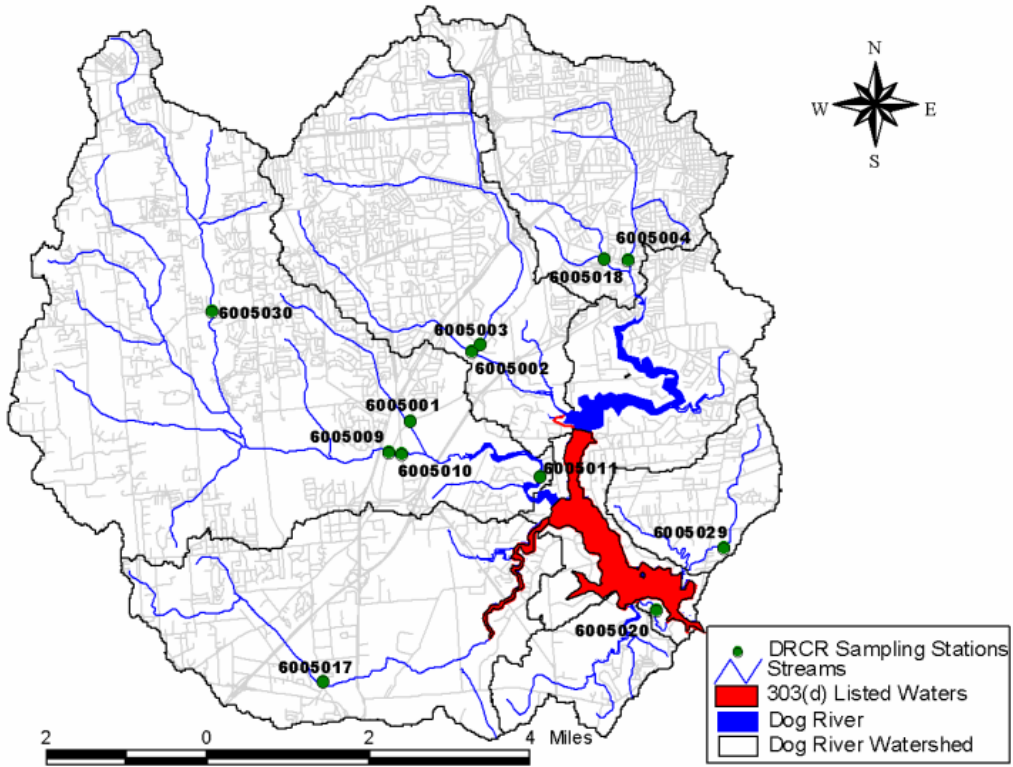 N
W E
S
6005004
6005018
6005030
6005003
6005002
6005001
6005009
6005010
6005011
6005029
6005020
6005017
DRCR Sampling Stations
Streams
303(d) Listed Waters
Dog River
Dog River Watershed
2 0 2 4 Miles